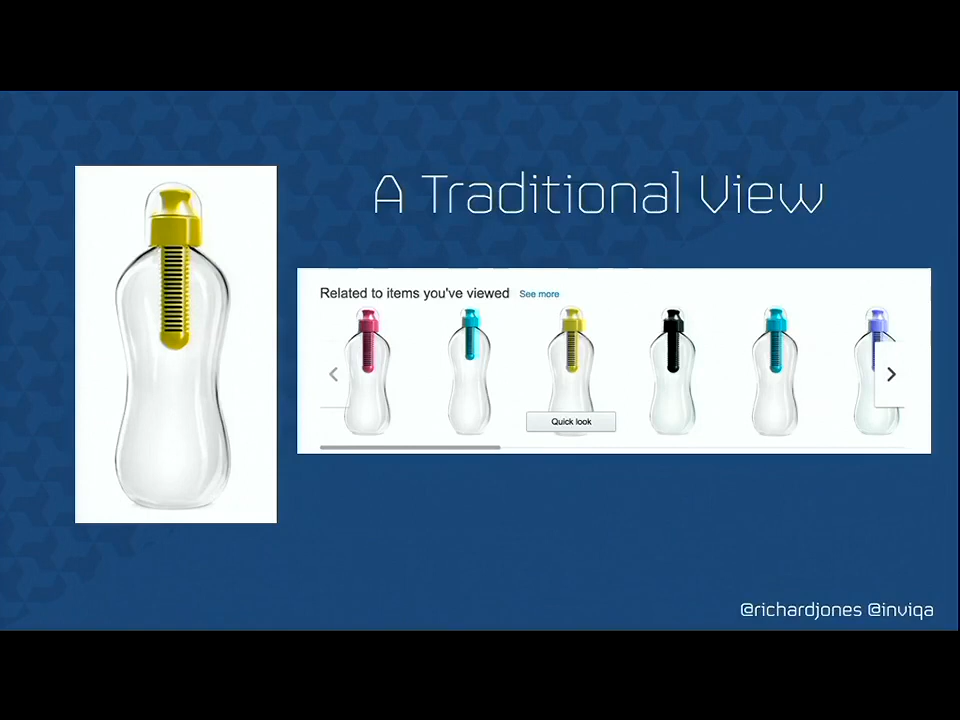 A Traditional View
Related to items you've viewed See more
Quick look
@richardjones @inviqa